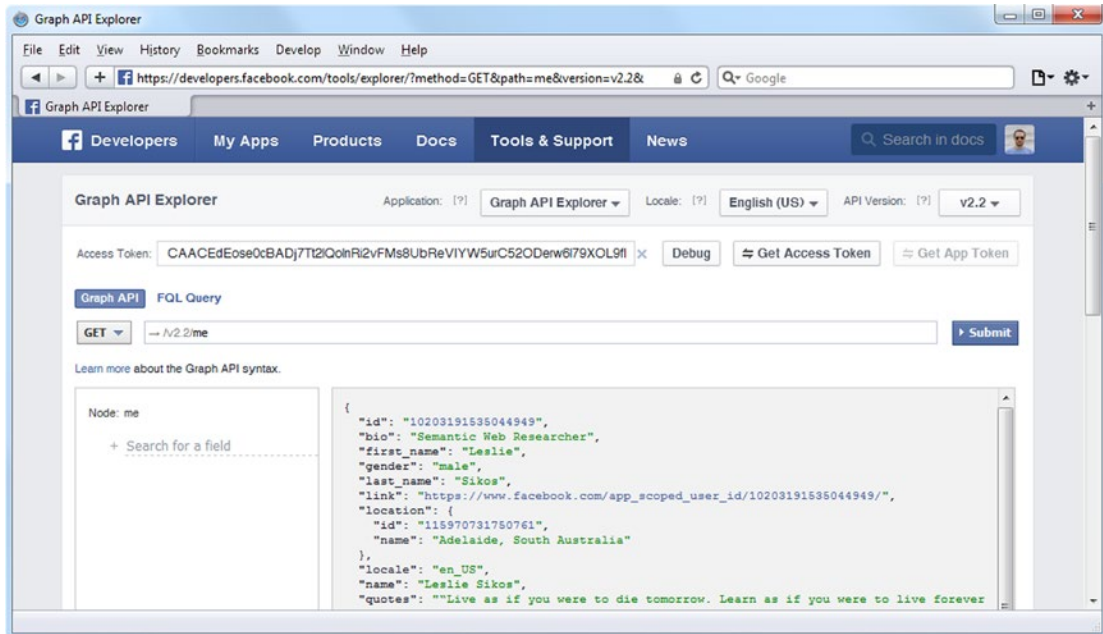 Graph API Explorer
File Edit View History Bookmarks Develop Window Help
https://developers.facebook.com/tools/explorer/?method=GET&path=me&version=v2.2& Google
Graph API Explorer
Developers My Apps Products Docs Tools & Support News Search in docs
Graph API Explorer Application: [?] Graph API Explorer Locale: [?] English (US) API Version: [?] v2.2
Access Token: Debug Get Access Token Get App Token
Graph API FQL Query
GET → /v2.2/me Submit
Learn more about the Graph API syntax.
Node: me
+ Search for a field
{
"id": "10203191535044949",
"bio": "Semantic Web Researcher",
"first_name": "Leslie",
"gender": "male",
"last_name": "Sikos",
"link": "https://www.facebook.com/app_scoped_user_id/10203191535044949/",
"location": {
"id": "115970731750761",
"name": "Adelaide, South Australia"
},
"locale": "en_US",
"name": "Leslie Sikos",
"quotes": ""Live as if you were to die tomorrow. Learn as if you were to live forever